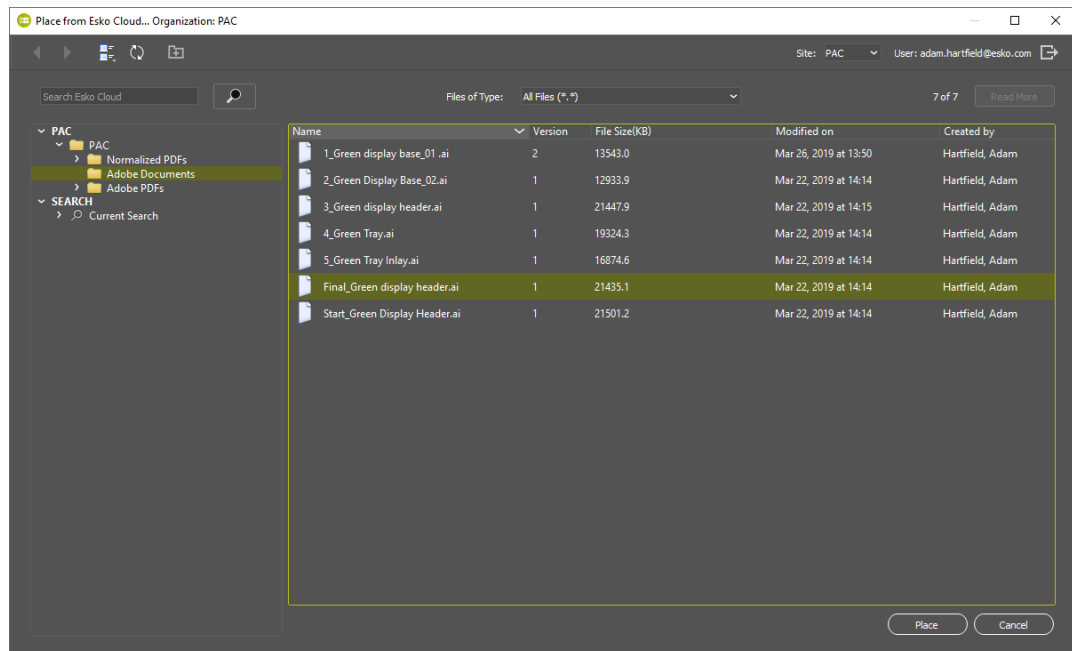 Place from Esko Cloud... Organization: PAC
Site: PAC User: adam.hartfield@esko.com
Search Esko Cloud Files of Type: All Files (*.*) 7 of 7 Read More
PAC
PAC
Normalized PDFs
Adobe Documents
Adobe PDFs
SEARCH
Current Search
Name Version File Size(KB) Modified on Created by
1_Green display base_01 .ai 2 13543.0 Mar 26, 2019 at 13:50 Hartfield, Adam
2_Green Display Base_02.ai 1 12933.9 Mar 22, 2019 at 14:14 Hartfield, Adam
3_Green display header.ai 1 21447.9 Mar 22, 2019 at 14:15 Hartfield, Adam
4_Green Tray.ai 1 19324.3 Mar 22, 2019 at 14:14 Hartfield, Adam
5_Green Tray Inlay.ai 1 16874.6 Mar 22, 2019 at 14:14 Hartfield, Adam
Final_Green display header.ai 1 21435.1 Mar 22, 2019 at 14:14 Hartfield, Adam
Start_Green Display Header.ai 1 21501.2 Mar 22, 2019 at 14:14 Hartfield, Adam
Place Cancel